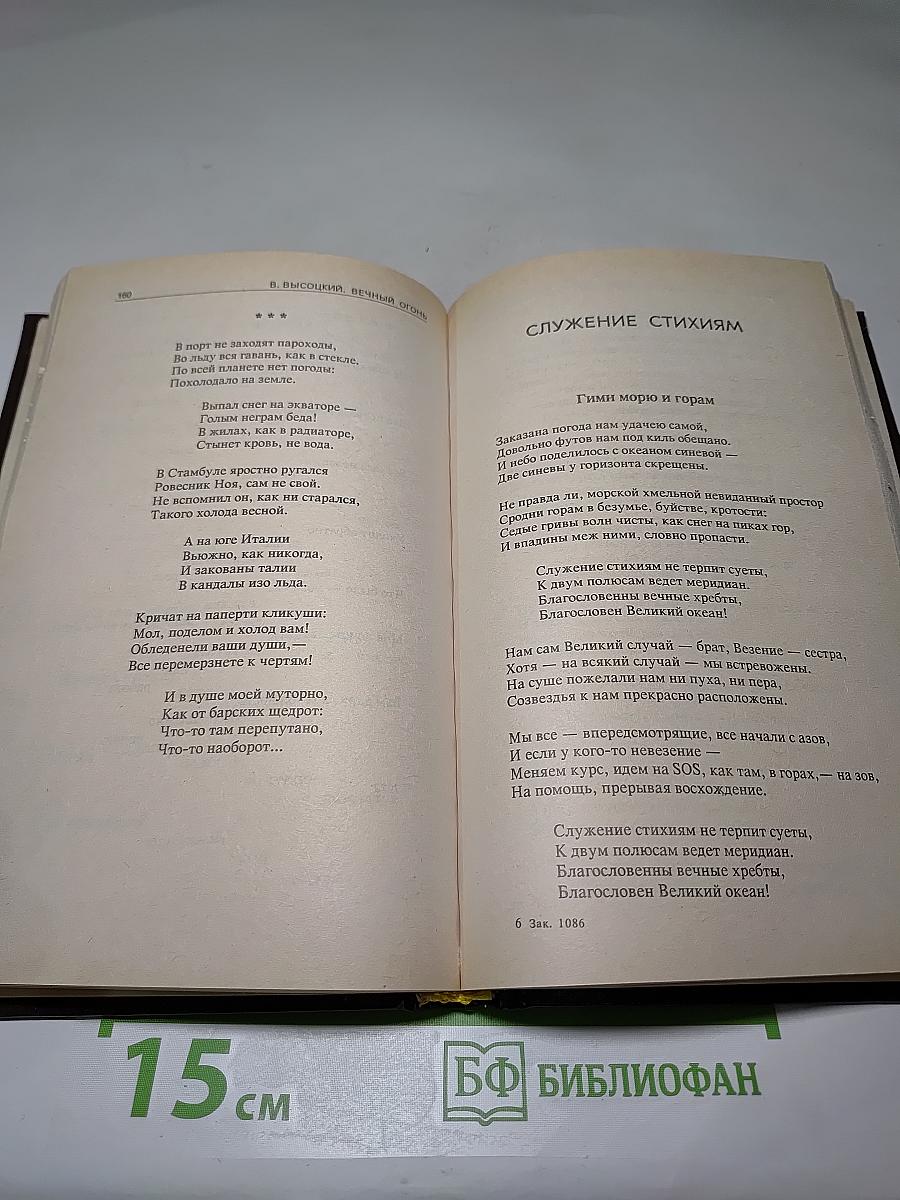 160
В. ВЫСОЦКИЙ. ВЕЧНЫЙ ОГОНЬ
* * *
В порт не заходят пароходы,
Во льду вся гавань, как в стекле.
По всей планете нет погоды:
Похолодало на земле.
Выпал снег на экваторе —
Голым неграм беда!
В жилах, как в радиаторе,
Стынет кровь, не вода.
В Стамбуле яростно ругался
Ровесник Ноя, сам не свой.
Не вспомнил он, как ни старался,
Такого холода весной.
А на юге Италии
Вьюжно, как никогда,
И закованы талии
В кандалы изо льда.
Кричат на паперти кликуши:
Мол, поделом и холод вам!
Обледенели ваши души,—
Все перемерзнете к чертям!
И в душе моей муторно,
Как от барских щедрот:
Что-то там перепутано,
Что-то наоборот...
СЛУЖЕНИЕ СТИХИЯМ
Гимн морю и горам
Заказана погода нам удачею самой,
Довольно футов нам под киль обещано.
И небо поделилось с океаном синевой —
Две синевы у горизонта скрещены.
Не правда ли, морской хмельной невиданный простор
Сродни горам в безумье, буйстве, кротости:
Седые гривы волн чисты, как снег на пиках гор,
И впадины меж ними, словно пропасти.
Служение стихиям не терпит суеты,
К двум полюсам ведет меридиан.
Благословенны вечные хребты,
Благословен Великий океан!
Нам сам Великий случай — брат, Везение — сестра,
Хотя — на всякий случай — мы встревожены.
На суше пожелали нам ни пуха, ни пера,
Созвездья к нам прекрасно расположены.
Мы все — впередсмотрящие, все начали с азов,
И если у кого-то невезение —
Меняем курс, идем на SOS, как там, в горах,— на зов,
На помощь, прерывая восхождение.
Служение стихиям не терпит суеты,
К двум полюсам ведет меридиан.
Благословенны вечные хребты,
Благословен Великий океан!
6 Зак. 1086
15 см
БФ БИБЛИОФАН